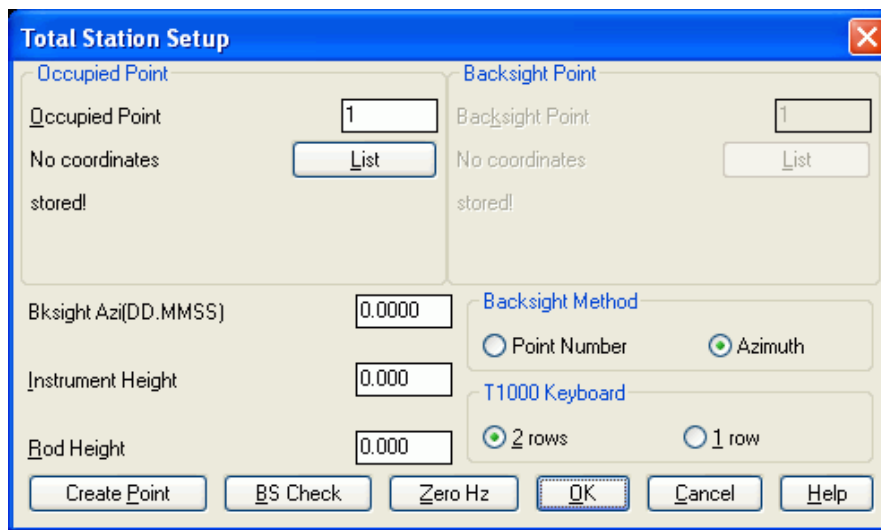 Total Station Setup
Occupied Point
Occupied Point 1
No coordinates List
stored!
Backsight Point
Backsight Point 1
No coordinates List
stored!
Bksight Azi(DD.MMSS) 0.0000
Instrument Height 0.000
Rod Height 0.000
Backsight Method
Point Number Azimuth
T1000 Keyboard
2 rows 1 row
Create Point BS Check Zero Hz OK Cancel Help